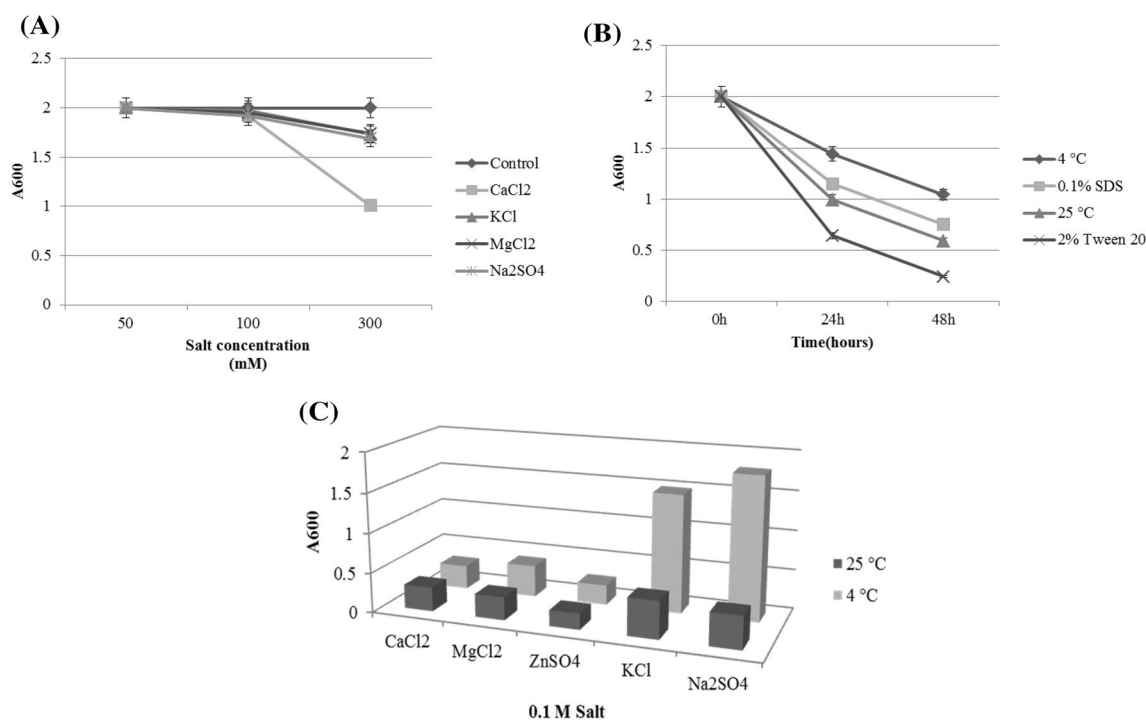 (A)
2.5
2
1.5
1
0.5
0
A600
50
100
300
Salt concentration
(mM)
Control
CaCl2
KCl
MgCl2
Na2SO4
(B)
2.5
2
1.5
1
0.5
0
A600
0h
24h
48h
Time(hours)
4 °C
0.1% SDS
25 °C
2% Tween 20
(C)
2
1.5
1
0.5
0
A600
CaCl2
MgCl2
ZnSO4
KCl
Na2SO4
0.1 M Salt
25 °C
4 °C